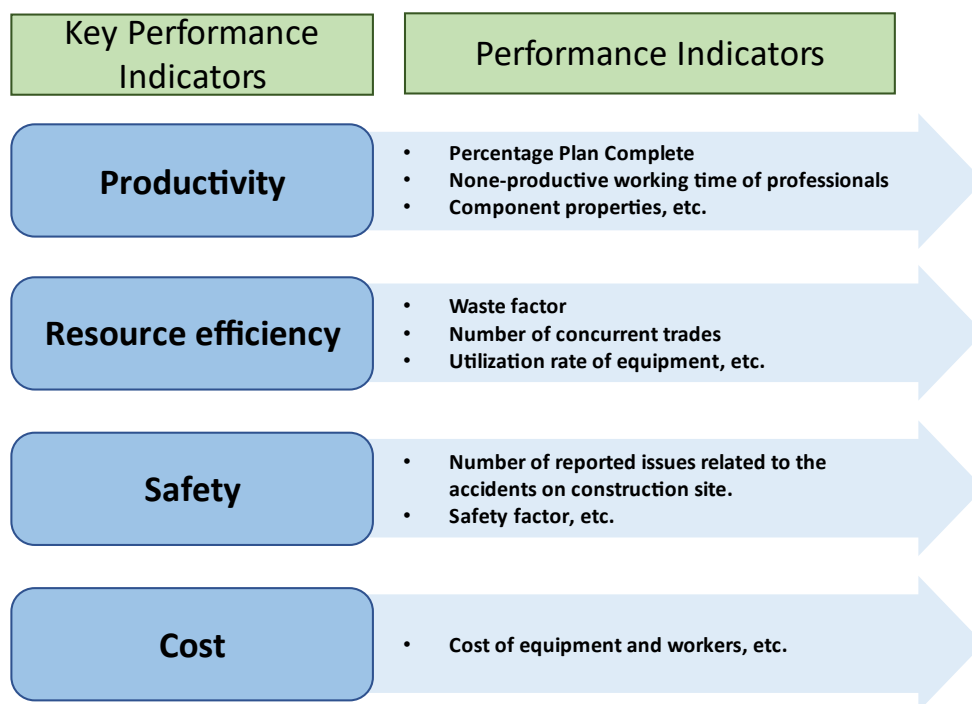 Key Performance
Indicators
Performance Indicators
Productivity
• Percentage Plan Complete
• None-productive working time of professionals
• Component properties, etc.
Resource efficiency
• Waste factor
• Number of concurrent trades
• Utilization rate of equipment, etc.
Safety
• Number of reported issues related to the
accidents on construction site.
• Safety factor, etc.
Cost
• Cost of equipment and workers, etc.